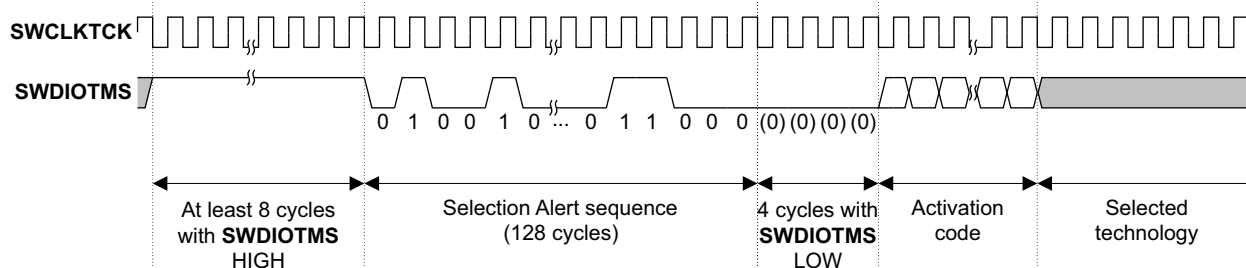 SWCLKTCK
SWDIOTMS
0 1 0 0 1 0 ... 0 1 1 0 0 0 (0) (0) (0) (0)
At least 8 cycles
with SWDIOTMS
HIGH
Selection Alert sequence
(128 cycles)
4 cycles with
SWDIOTMS
LOW
Activation
code
Selected
technology